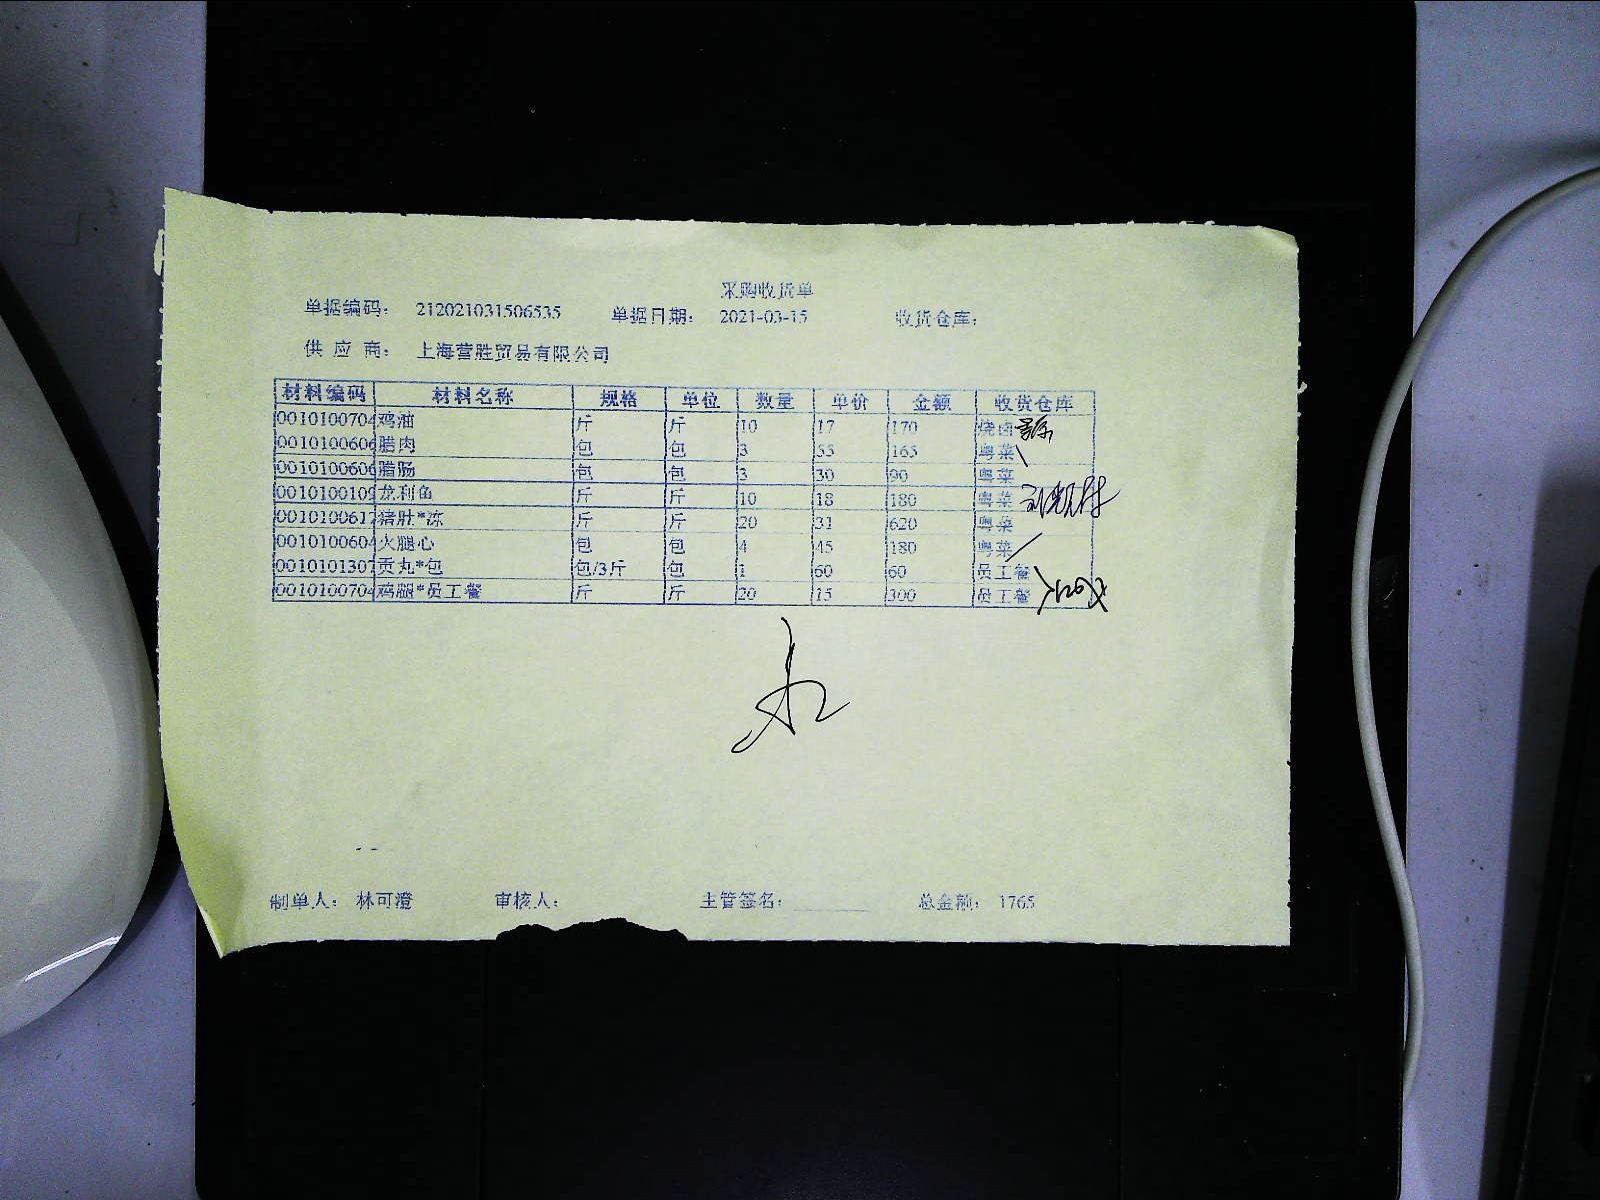 采购收货单
单据编码： 212021031506535 单据日期： 2021-03-15 收货仓库：
供 应 商： 上海营胜贸易有限公司
材料编码 材料名称 规格 单位 数量 单价 金额 收货仓库
0010100704 鸡油 斤 斤 10 17 170 烧卤
0010100606 腊肉 包 包 3 55 165 粤菜
0010100606 腊肠 包 包 3 30 90 粤菜
0010100109 龙利鱼 斤 斤 10 18 180 粤菜
0010100617 猪肚*冻 斤 斤 20 31 620 粤菜
0010100604 火腿心 包 包 4 45 180 粤菜
0010101307 贡丸*包 包/3斤 包 1 60 60 员工餐
0010100704 鸡腿*员工餐 斤 斤 20 15 300 员工餐
制单人： 林可澄 审核人： 主管签名： 总金额： 1765